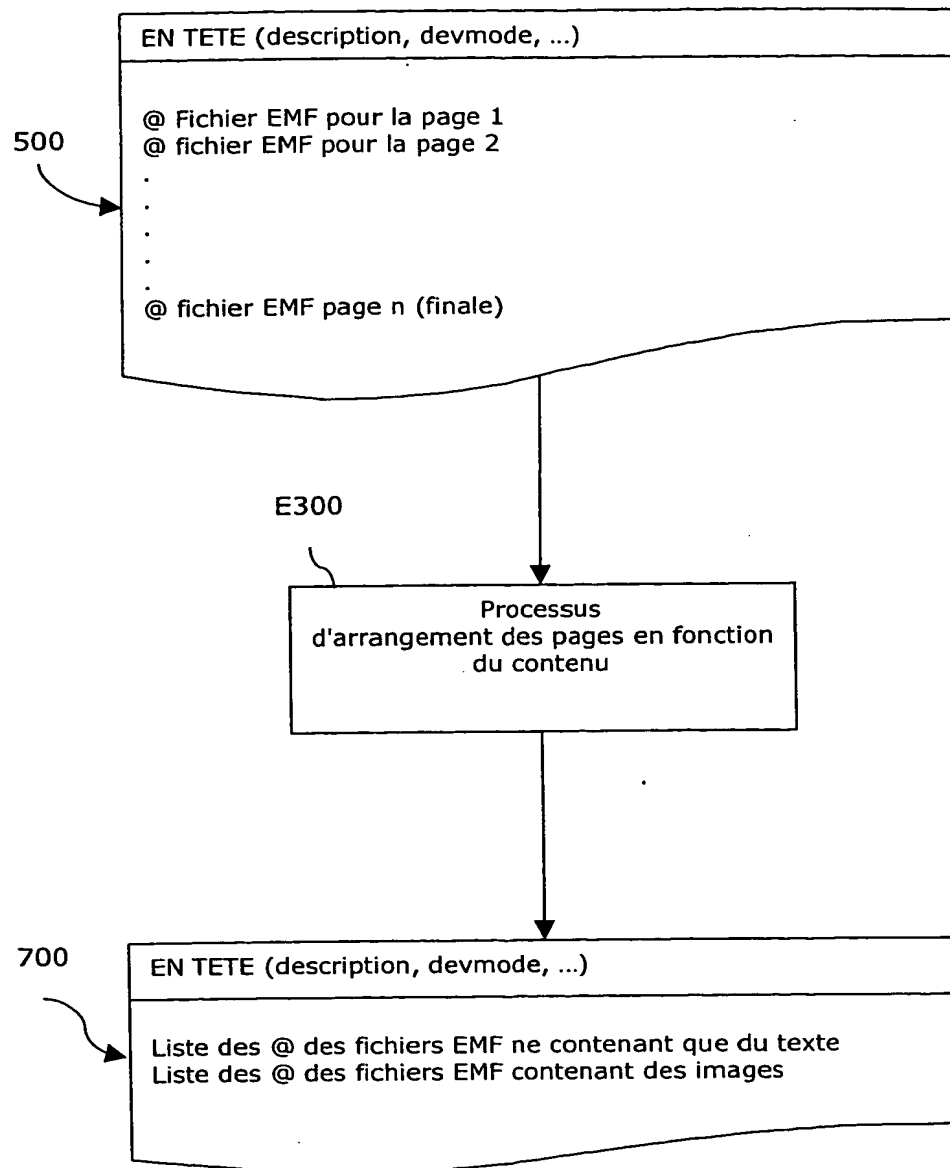 EN TETE (description, devmode, ...)
@ Fichier EMF pour la page 1
@ fichier EMF pour la page 2
.
.
.
.
.
@ fichier EMF page n (finale)
500
E300
Processus
d'arrangement des pages en fonction
du contenu
700
EN TETE (description, devmode, ...)
Liste des @ des fichiers EMF ne contenant que du texte
Liste des @ des fichiers EMF contenant des images